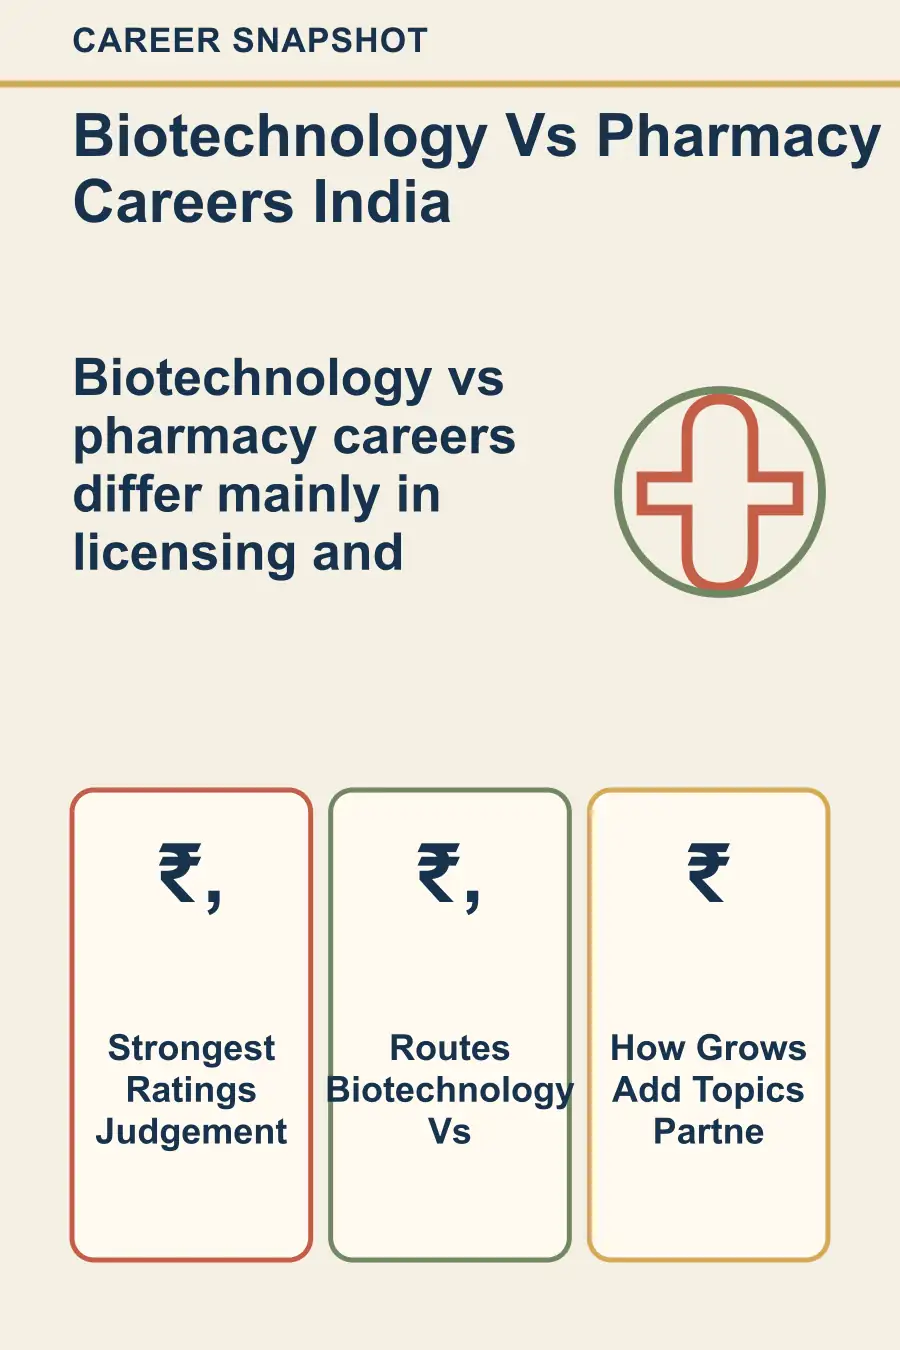 CAREER SNAPSHOT
Biotechnology Vs Pharmacy
Careers India
Biotechnology vs
pharmacy careers
differ mainly in
licensing and
₹,
Strongest
Ratings
Judgement
₹,
Routes
Biotechnology
Vs
₹
How Grows
Add Topics
Partne